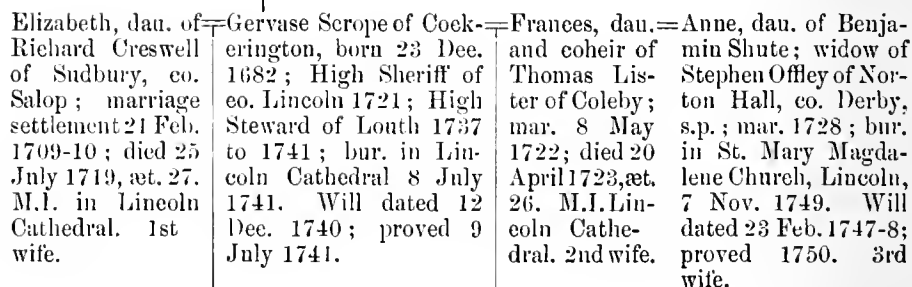 Elizabeth, dau. of
Richard Creswell
of Sudbury, co.
Salop; marriage
settlement 21 Feb.
1709-10; died 25
July 1719, æt. 27.
M.I. in Lincoln
Cathedral. 1st
wife.
Gervase Scrope of Cock-
erington, born 23 Dec.
1682; High Sheriff of
co. Lincoln 1721; High
Steward of Louth 1737
to 1741; bur. in Lin-
coln Cathedral 8 July
1741. Will dated 12
Dec. 1740; proved 9
July 1741.
Frances, dau.
and coheir of
Thomas Lis-
ter of Coleby;
mar. 8 May
1722; died 20
April 1723, æt.
26. M.I. Lin-
coln Cathe-
dral. 2nd wife.
Anne, dau. of Benja-
min Shute; widow of
Stephen Offley of Nor-
ton Hall, co. Derby,
s.p.; mar. 1728; bur.
in St. Mary Magda-
lene Church, Lincoln,
7 Nov. 1749. Will
dated 23 Feb. 1747-8;
proved 1750. 3rd
wife.